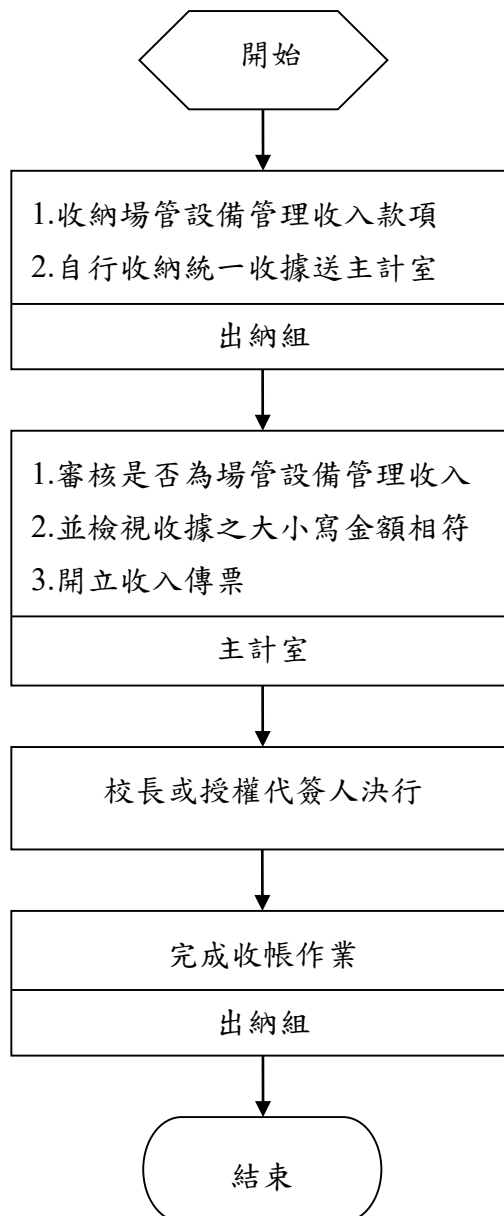 開始
1.收納場管設備管理收入款項
2.自行收納統一收據送主計室
出納組
1.審核是否為場管設備管理收入
2.並檢視收據之大小寫金額相符
3.開立收入傳票
主計室
校長或授權代簽人決行
完成收帳作業
出納組
結束